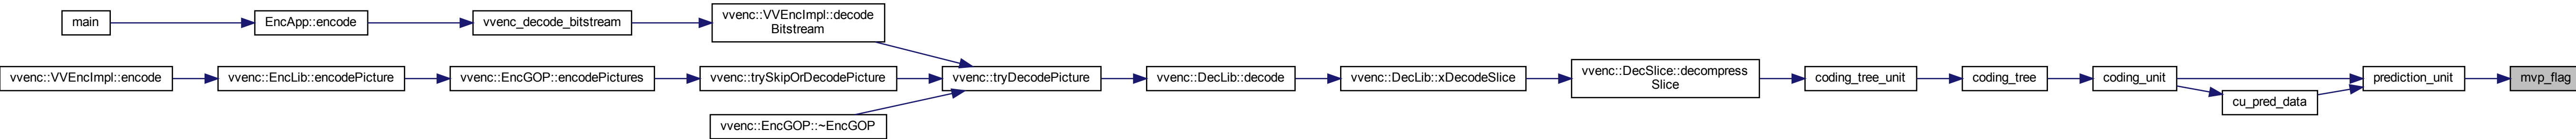 main
EncApp::encode
vvenc_decode_bitstream
vvenc::VVEncImpl::decode
Bitstream
vvenc::VVEncImpl::encode
vvenc::EncLib::encodePicture
vvenc::EncGOP::encodePictures
vvenc::trySkipOrDecodePicture
vvenc::EncGOP::~EncGOP
vvenc::tryDecodePicture
vvenc::DecLib::decode
vvenc::DecLib::xDecodeSlice
vvenc::DecSlice::decompress
Slice
coding_tree_unit
coding_tree
coding_unit
cu_pred_data
prediction_unit
mvp_flag